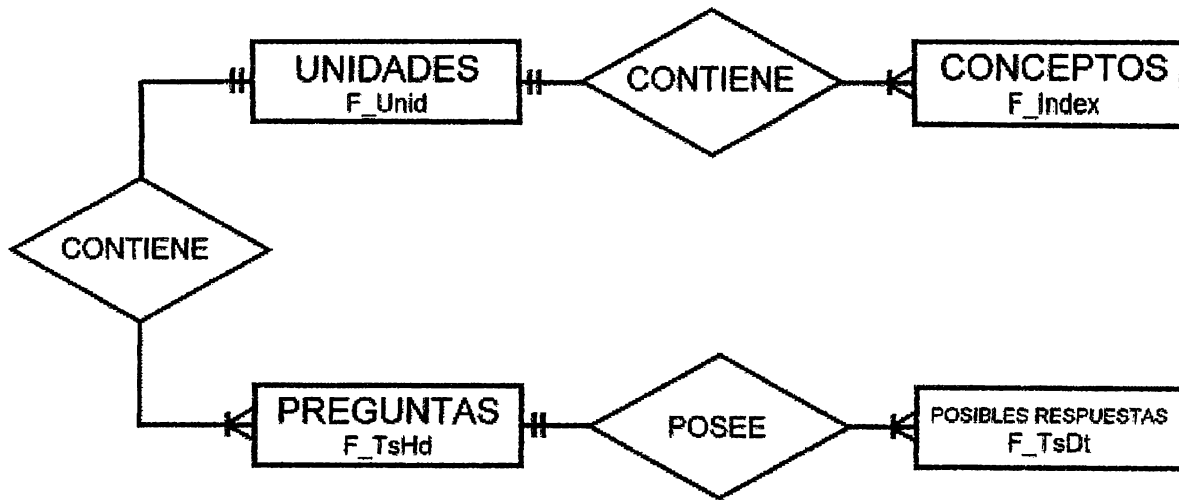 UNIDADES
F_Unid
CONTIENE
CONCEPTOS
F_Index
CONTIENE
PREGUNTAS
F_TsHd
POSEE
POSIBLES RESPUESTAS
F_TsDt